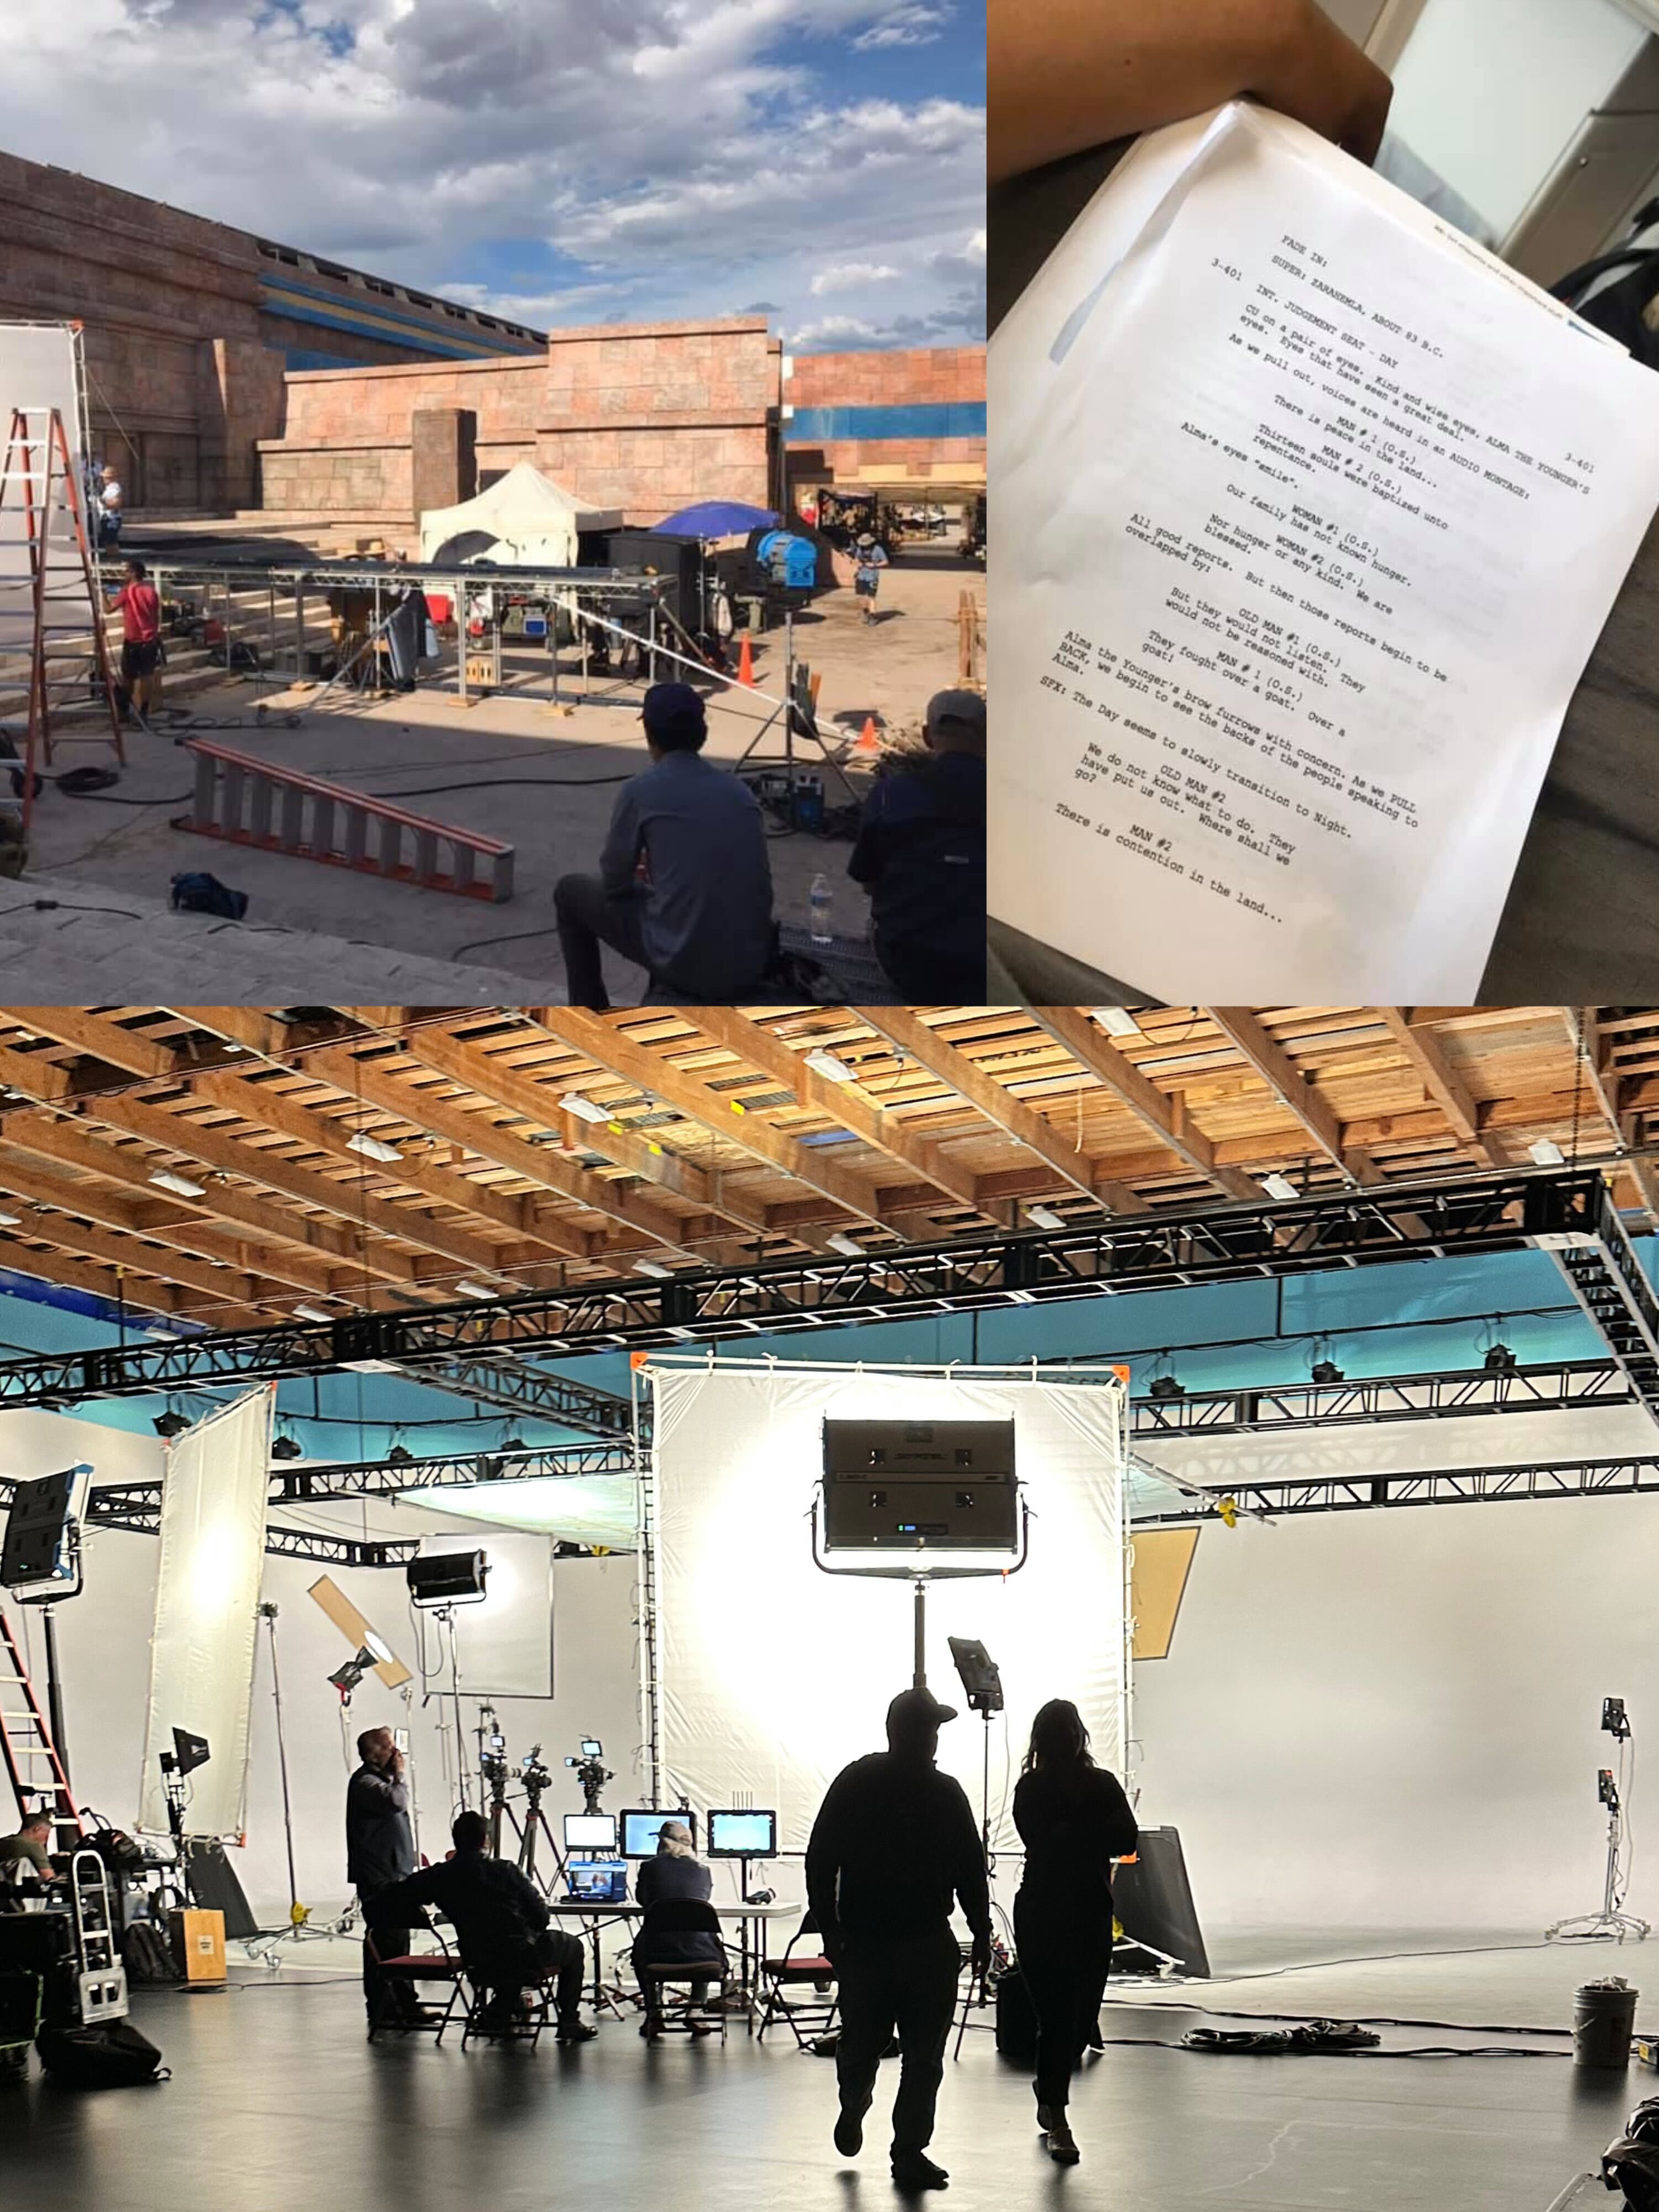 FADE IN:
SUPER: ZARAHEMLA, ABOUT 83 B.C.
3-401 INT. JUDGEMENT SEAT - DAY 3-401
CU on a pair of eyes. Kind and wise eyes, ALMA THE YOUNGER'S
eyes. Eyes that have seen a great deal.
As we pull out, voices are heard in an AUDIO MONTAGE:
MAN # 1 (O.S.)
There is peace in the land...
MAN # 2 (O.S.)
Thirteen souls were baptized unto
repentance.
Alma's eyes "smile".
WOMAN #1 (O.S.)
Our family has not known hunger.
WOMAN #2 (O.S.)
Nor hunger or any kind. We are
blessed.
All good reports. But then those reports begin to be
overlapped by:
OLD MAN #1 (O.S.)
But they would not listen. They
would not be reasoned with.
MAN # 1 (O.S.)
They fought over a goat. Over a
goat!
Alma the Younger's brow furrows with concern. As we PULL
BACK, we begin to see the backs of the people speaking to
Alma.
SFX: The Day seems to slowly transition to Night.
OLD MAN #2
We do not know what to do. They
have put us out. Where shall we
go?
MAN #2
There is contention in the land...